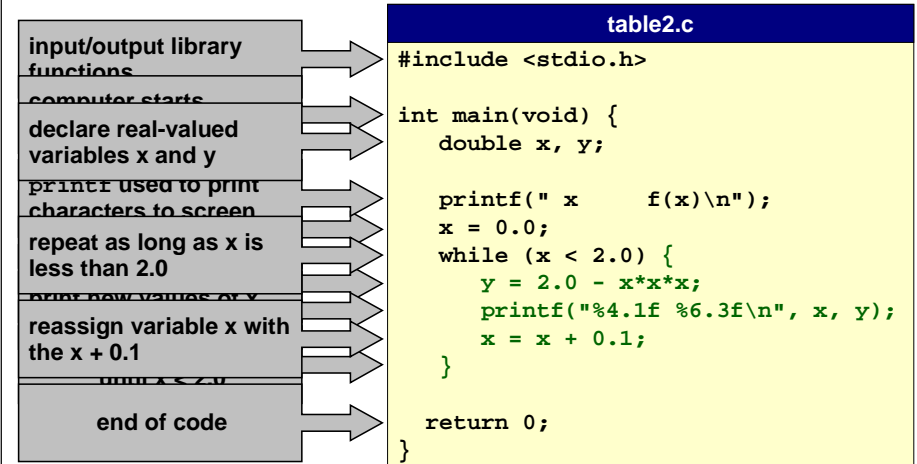 input/output library
functions
computer starts
declare real-valued
variables x and y
printf used to print
characters to screen
repeat as long as x is
less than 2.0
print new values of x
reassign variable x with
the x + 0.1
until x < 2.0
end of code
table2.c
#include <stdio.h>
int main(void) {
double x, y;
printf(" x      f(x)\n");
x = 0.0;
while (x < 2.0) {
y = 2.0 - x*x*x;
printf("%4.1f %6.3f\n", x, y);
x = x + 0.1;
}
return 0;
}